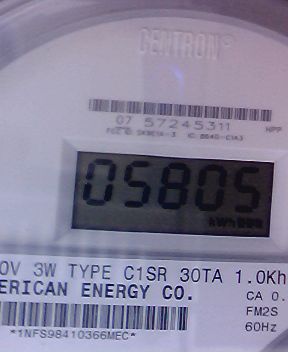 CENTRON®
07 57245311 HPP
05805
0V 3W TYPE C1SR 30TA 1.0Kh
ERICAN ENERGY CO.
CA 0.
FM2S
*1NFS98410366MEC* 60Hz